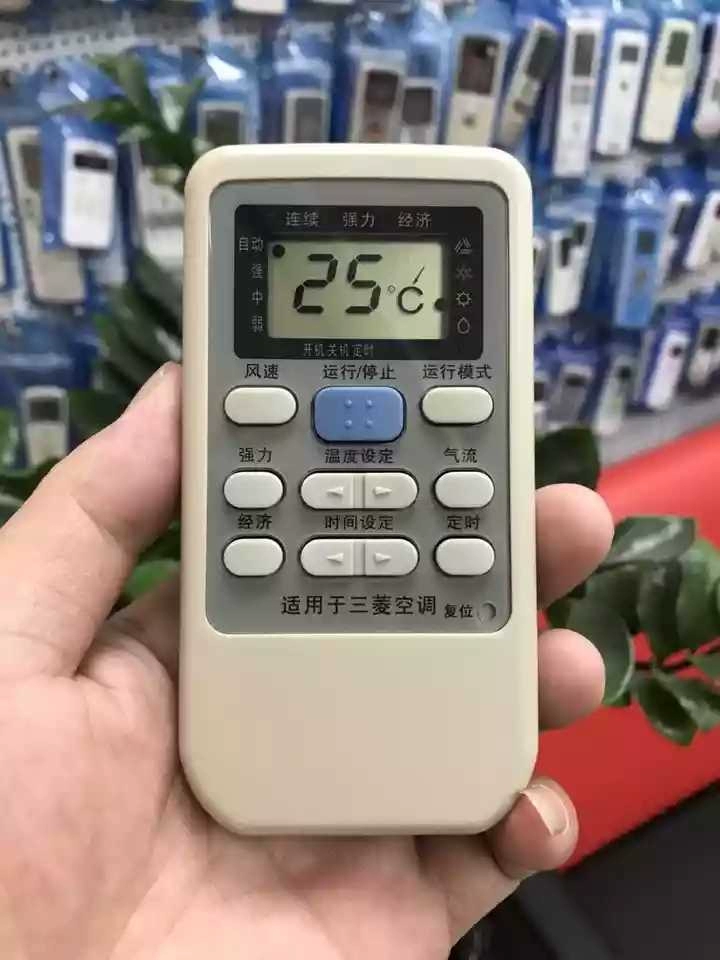 连续 强力 经济
自动
强
中
弱
25°C
开机关机定时
风速 运行/停止 运行模式
强力 温度设定 气流
经济 时间设定 定时
适用于三菱空调 复位